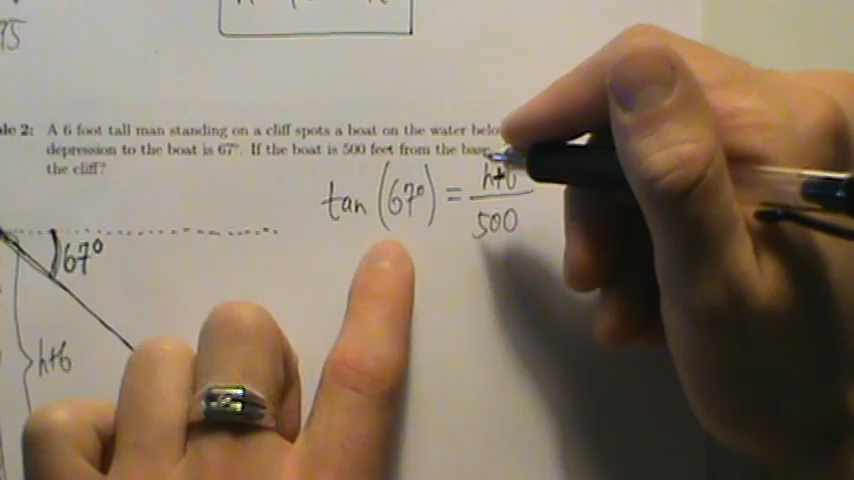 95
ple 2: A 6 foot tall man standing on a cliff spots a boat on the water belo
depression to the boat is 67°. If the boat is 500 feet from the base
the cliff?
tan (67°) = h+6
500
67°
h+6